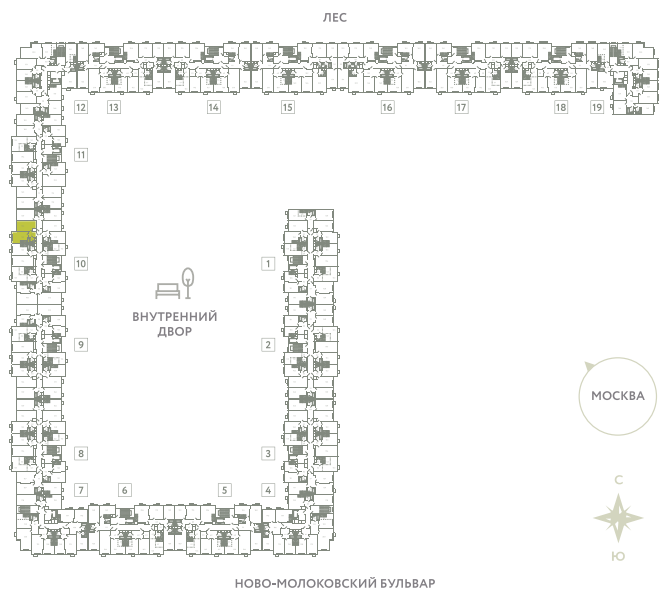 ЛЕС
12 13 14 15 16 17 18 19
11
10 1
ВНУТРЕННИЙ
ДВОР
9 2
МОСКВА
8 3
7 6 5 4
С
Ю
НОВО-МОЛОКОВСКИЙ БУЛЬВАР